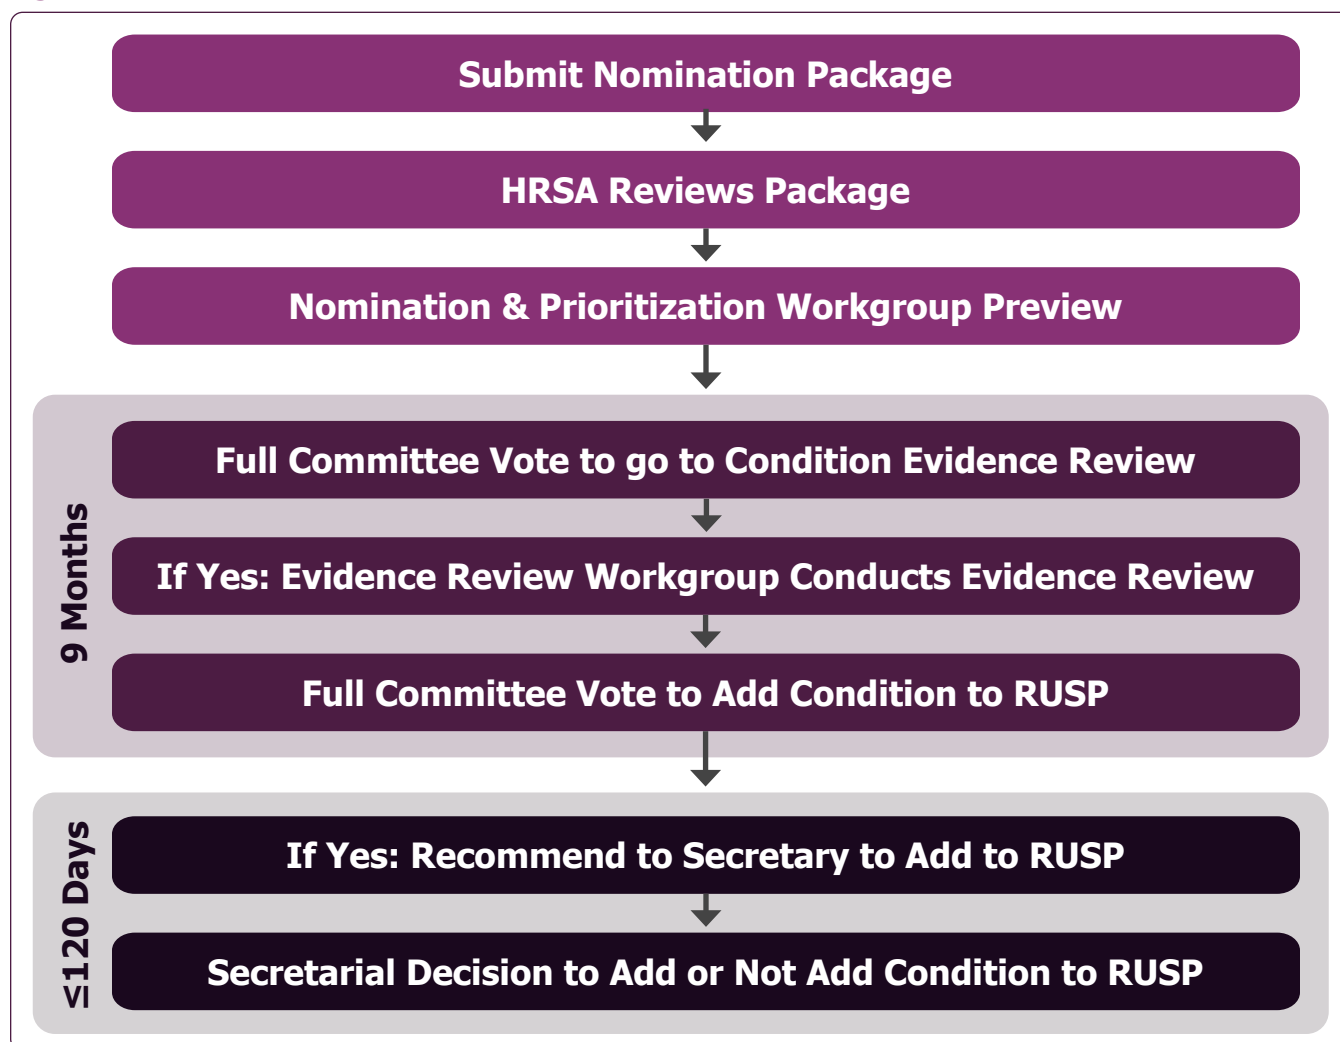 Submit Nomination Package
HRSA Reviews Package
Nomination & Prioritization Workgroup Preview
9 Months
Full Committee Vote to go to Condition Evidence Review
If Yes: Evidence Review Workgroup Conducts Evidence Review
Full Committee Vote to Add Condition to RUSP
≤120 Days
If Yes: Recommend to Secretary to Add to RUSP
Secretarial Decision to Add or Not Add Condition to RUSP